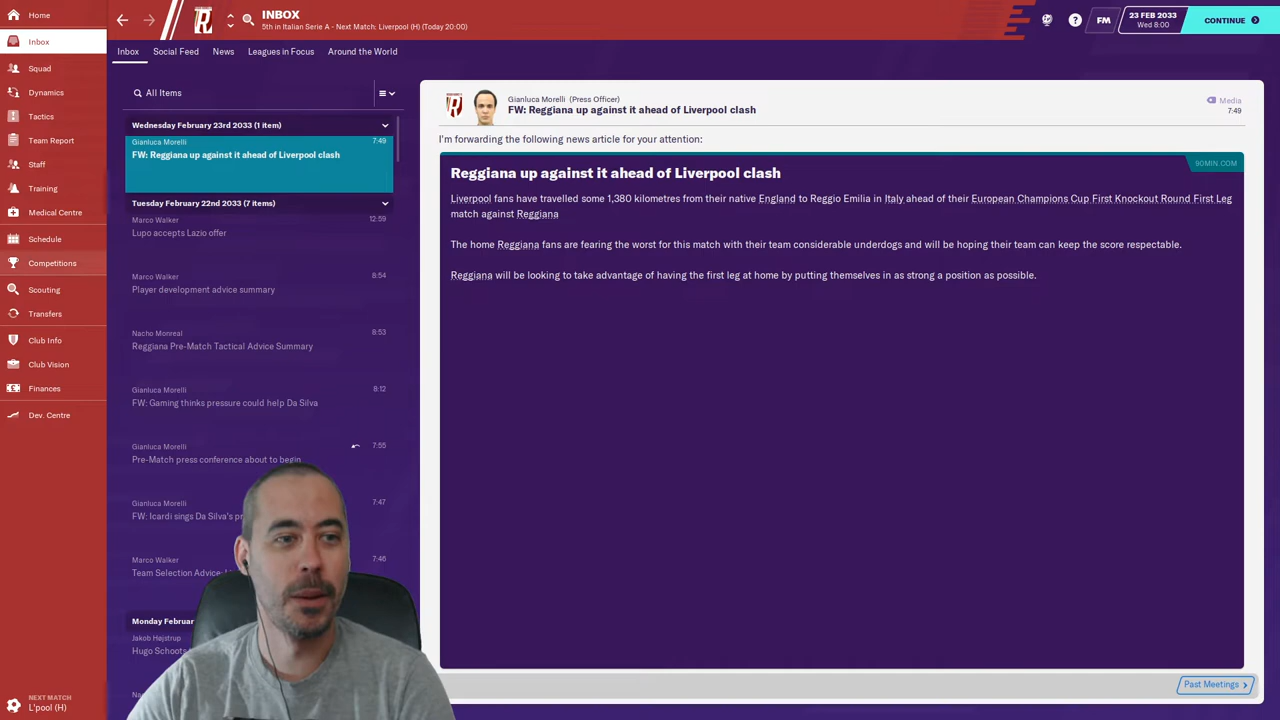 Home
Inbox
Squad
Dynamics
Tactics
Team Report
Staff
Training
Medical Centre
Schedule
Competitions
Scouting
Transfers
Club Info
Club Vision
Finances
Dev. Centre
NEXT MATCH
L'pool (H)
INBOX
5th in Italian Serie A - Next Match: Liverpool (H) (Today 20:00)
FM
23 FEB 2033
Wed 8:00
CONTINUE
Inbox
Social Feed
News
Leagues in Focus
Around the World
All Items
Wednesday February 23rd 2033 (1 item)
Gianluca Morelli 7:49
FW: Reggiana up against it ahead of Liverpool clash
Tuesday February 22nd 2033 (7 items)
Marco Walker 12:59
Lupo accepts Lazio offer
Marco Walker 8:54
Player development advice summary
Nacho Monreal 8:53
Reggiana Pre-Match Tactical Advice Summary
Gianluca Morelli 8:12
FW: Gaming thinks pressure could help Da Silva
Gianluca Morelli 7:55
Pre-Match press conference about to begin
Gianluca Morelli 7:47
FW: Icardi sings Da Silva's pr
Marco Walker 7:46
Team Selection Advice:
Monday Februar
Jakob Højstrup
Hugo Schoots
Gianluca Morelli (Press Officer)
FW: Reggiana up against it ahead of Liverpool clash
Media
7:49
I'm forwarding the following news article for your attention:
90MIN.COM
Reggiana up against it ahead of Liverpool clash
Liverpool fans have travelled some 1,380 kilometres from their native England to Reggio Emilia in Italy ahead of their European Champions Cup First Knockout Round First Leg
match against Reggiana
The home Reggiana fans are fearing the worst for this match with their team considerable underdogs and will be hoping their team can keep the score respectable.
Reggiana will be looking to take advantage of having the first leg at home by putting themselves in as strong a position as possible.
Past Meetings